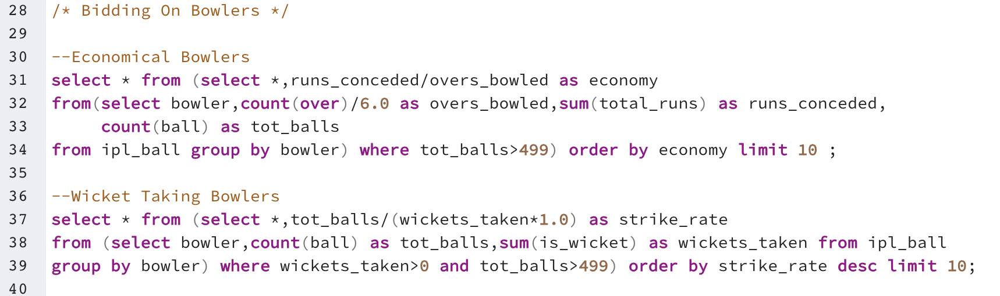 28 /* Bidding On Bowlers */
29
30 --Economical Bowlers
31 select * from (select *,runs_conceded/overs_bowled as economy
32 from(select bowler,count(over)/6.0 as overs_bowled,sum(total_runs) as runs_conceded,
33      count(ball) as tot_balls
34 from ipl_ball group by bowler) where tot_balls>499) order by economy limit 10 ;
35
36 --Wicket Taking Bowlers
37 select * from (select *,tot_balls/(wickets_taken*1.0) as strike_rate
38 from (select bowler,count(ball) as tot_balls,sum(is_wicket) as wickets_taken from ipl_ball
39 group by bowler) where wickets_taken>0 and tot_balls>499) order by strike_rate desc limit 10;
40